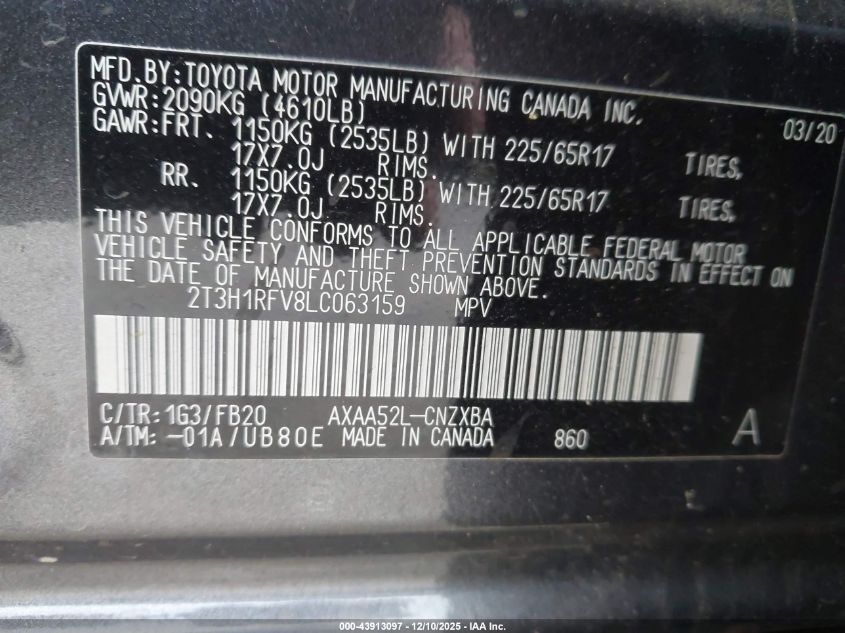 MFD.BY:TOYOTA MOTOR MANUFACTURING CANADA INC.
GVWR:2090KG (4610LB) 03/20
GAWR:FRT. 1150KG (2535LB) WITH 225/65R17 TIRES,
17X7.0J RIMS.
RR. 1150KG (2535LB) WITH 225/65R17 TIRES,
17X7.0J RIMS.
THIS VEHICLE CONFORMS TO ALL APPLICABLE FEDERAL MOTOR
VEHICLE SAFETY AND THEFT PREVENTION STANDARDS IN EFFECT ON
THE DATE OF MANUFACTURE SHOWN ABOVE.
2T3H1RFV8LC063159 MPV
C/TR:1G3/FB20 AXAA52L-CNZXBA
A/TM:-01A/UB80E MADE IN CANADA 860 A
000-43913097 - 12/10/2025 - IAA Inc.